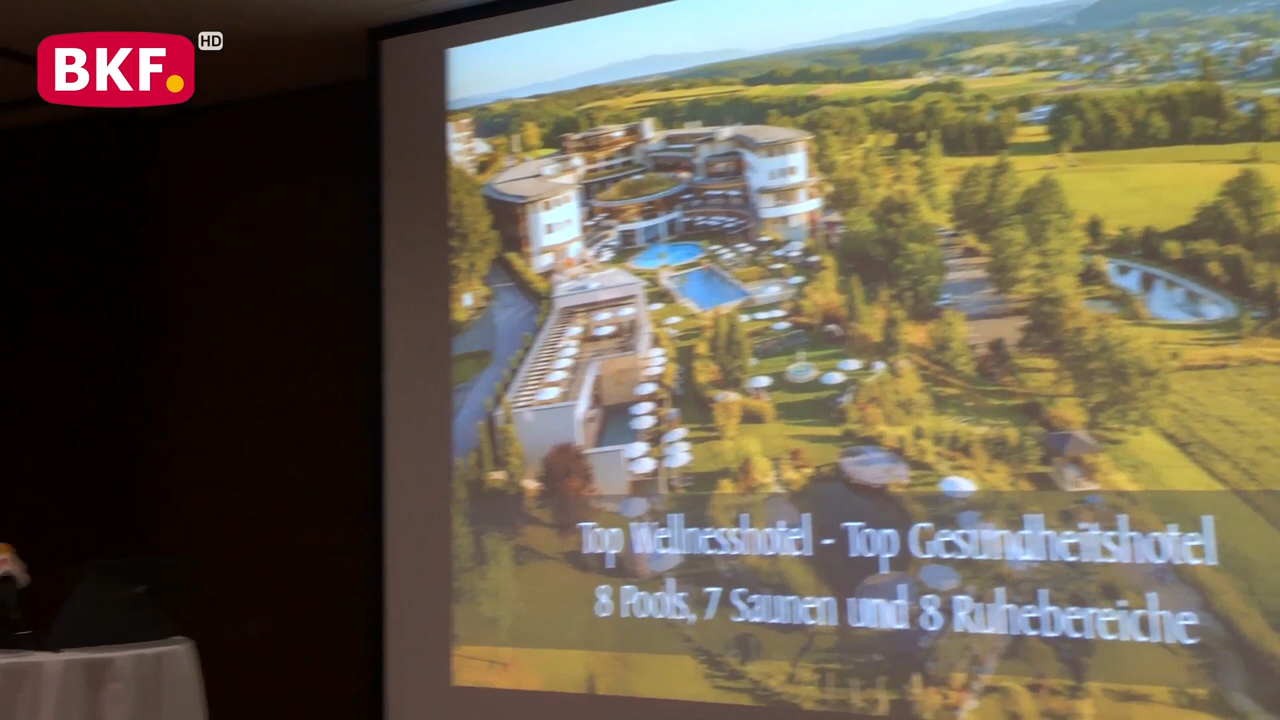 BKF.
HD
Top Wellnesshotel - Top Gesundheitshotel
8 Pools, 7 Saunen und 8 Ruhebereiche